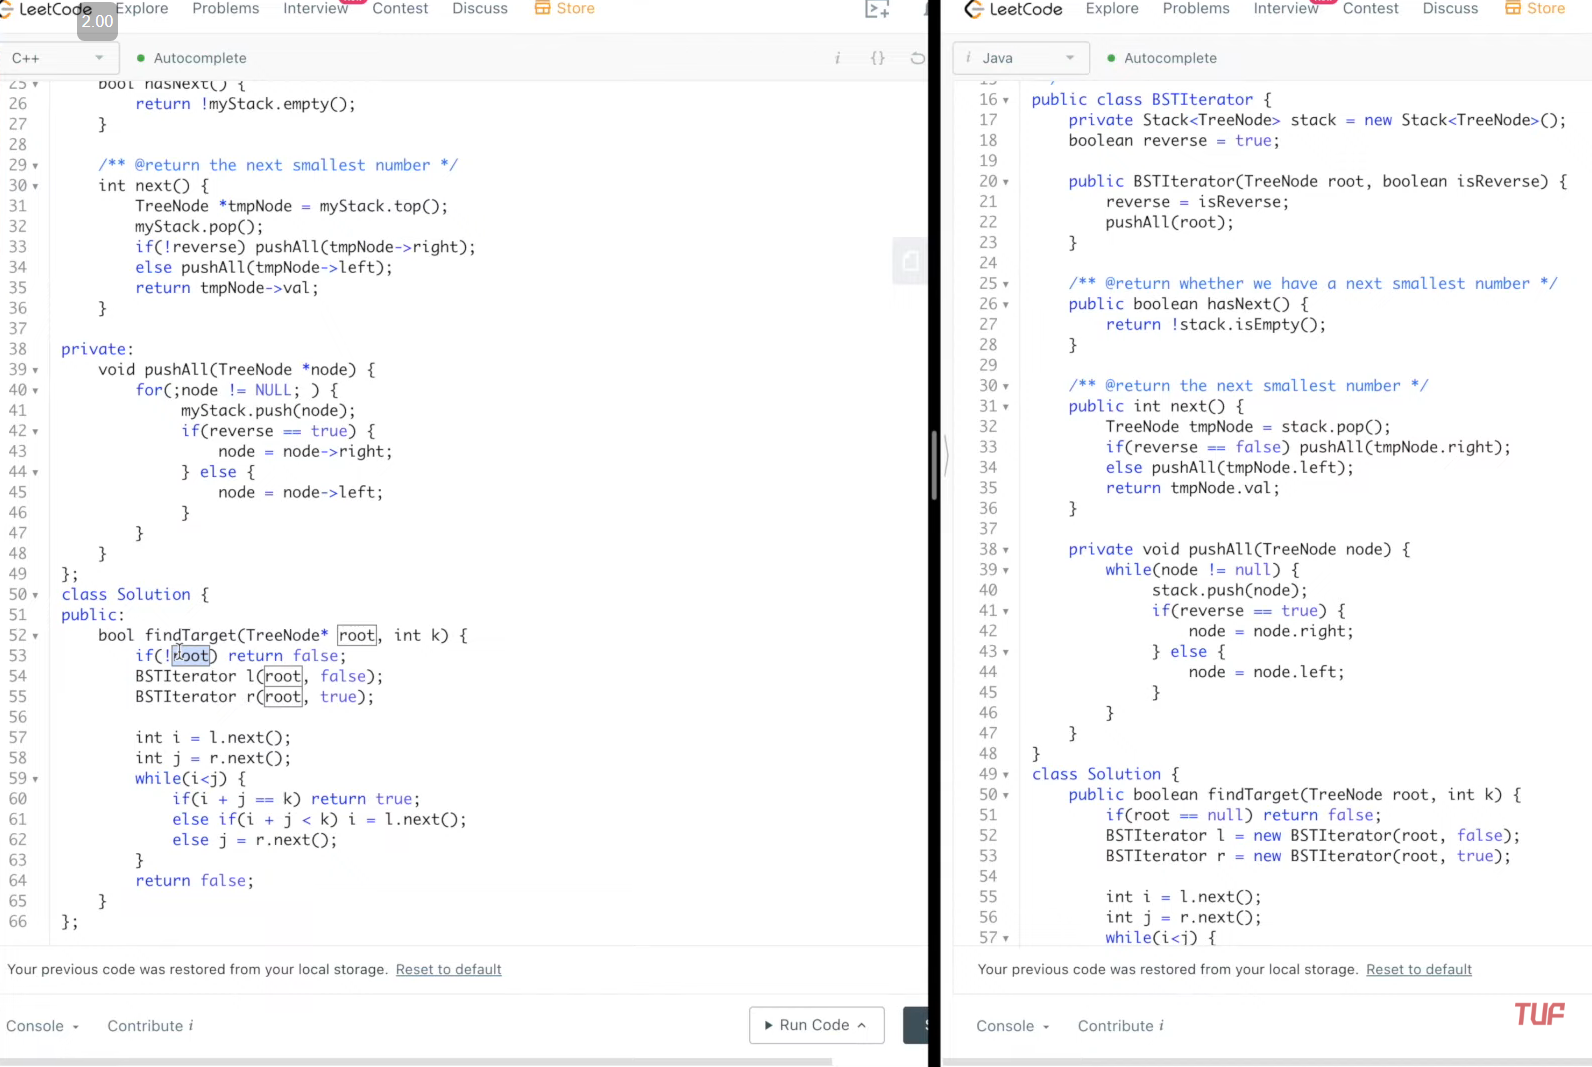 LeetCode Explore Problems Interview Contest Discuss Store
2.00
C++ Autocomplete i {}
25 bool hasNext() {
26 return !myStack.empty();
27 }
28
29 /** @return the next smallest number */
30 int next() {
31 TreeNode *tmpNode = myStack.top();
32 myStack.pop();
33 if(!reverse) pushAll(tmpNode->right);
34 else pushAll(tmpNode->left);
35 return tmpNode->val;
36 }
37
38 private:
39 void pushAll(TreeNode *node) {
40 for(;node != NULL; ) {
41 myStack.push(node);
42 if(reverse == true) {
43 node = node->right;
44 } else {
45 node = node->left;
46 }
47 }
48 }
49 };
50 class Solution {
51 public:
52 bool findTarget(TreeNode* root, int k) {
53 if(!root) return false;
54 BSTIterator l(root, false);
55 BSTIterator r(root, true);
56
57 int i = l.next();
58 int j = r.next();
59 while(i<j) {
60 if(i + j == k) return true;
61 else if(i + j < k) i = l.next();
62 else j = r.next();
63 }
64 return false;
65 }
66 };
Your previous code was restored from your local storage. Reset to default
Console Contribute i Run Code
LeetCode Explore Problems Interview Contest Discuss Store
i Java Autocomplete
16 public class BSTIterator {
17 private Stack<TreeNode> stack = new Stack<TreeNode>();
18 boolean reverse = true;
19
20 public BSTIterator(TreeNode root, boolean isReverse) {
21 reverse = isReverse;
22 pushAll(root);
23 }
24
25 /** @return whether we have a next smallest number */
26 public boolean hasNext() {
27 return !stack.isEmpty();
28 }
29
30 /** @return the next smallest number */
31 public int next() {
32 TreeNode tmpNode = stack.pop();
33 if(reverse == false) pushAll(tmpNode.right);
34 else pushAll(tmpNode.left);
35 return tmpNode.val;
36 }
37
38 private void pushAll(TreeNode node) {
39 while(node != null) {
40 stack.push(node);
41 if(reverse == true) {
42 node = node.right;
43 } else {
44 node = node.left;
45 }
46 }
47 }
48 }
49 class Solution {
50 public boolean findTarget(TreeNode root, int k) {
51 if(root == null) return false;
52 BSTIterator l = new BSTIterator(root, false);
53 BSTIterator r = new BSTIterator(root, true);
54
55 int i = l.next();
56 int j = r.next();
57 while(i<j) {
Your previous code was restored from your local storage. Reset to default
TUF
Console Contribute i